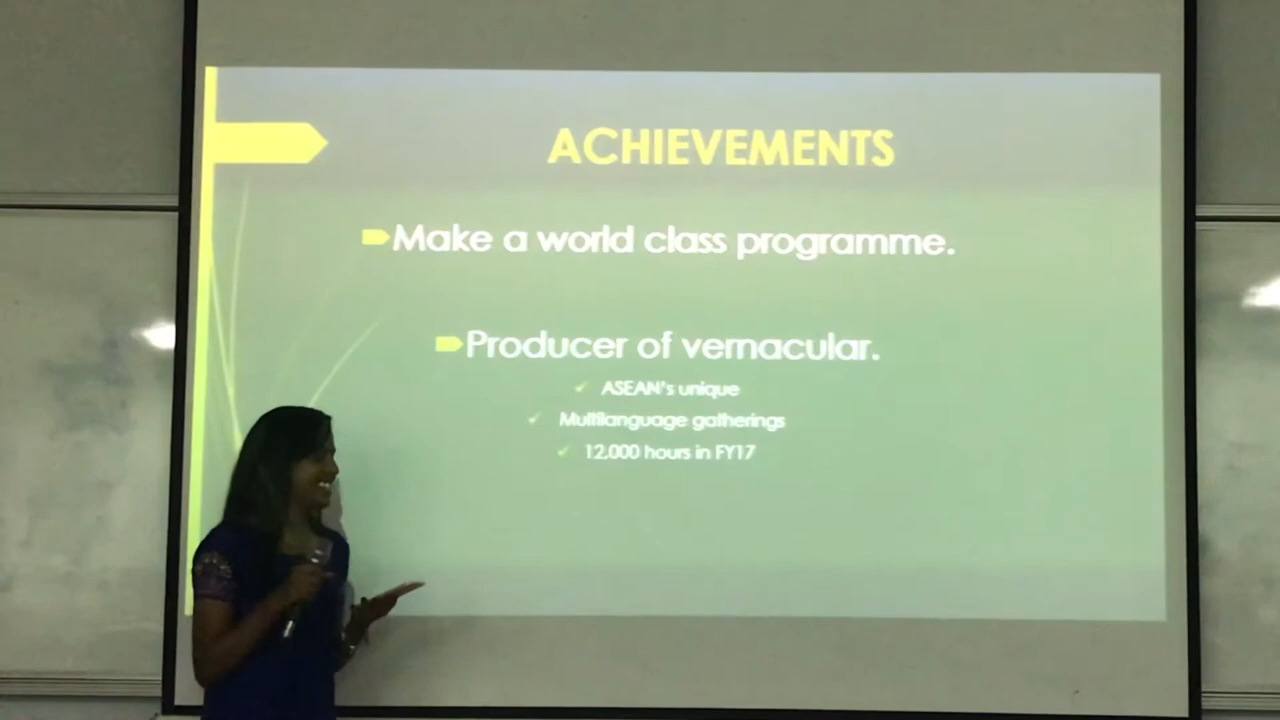 ACHIEVEMENTS
Make a world class programme.
Producer of vernacular.
ASEAN's unique
Multilanguage gatherings
12,000 hours in FY17